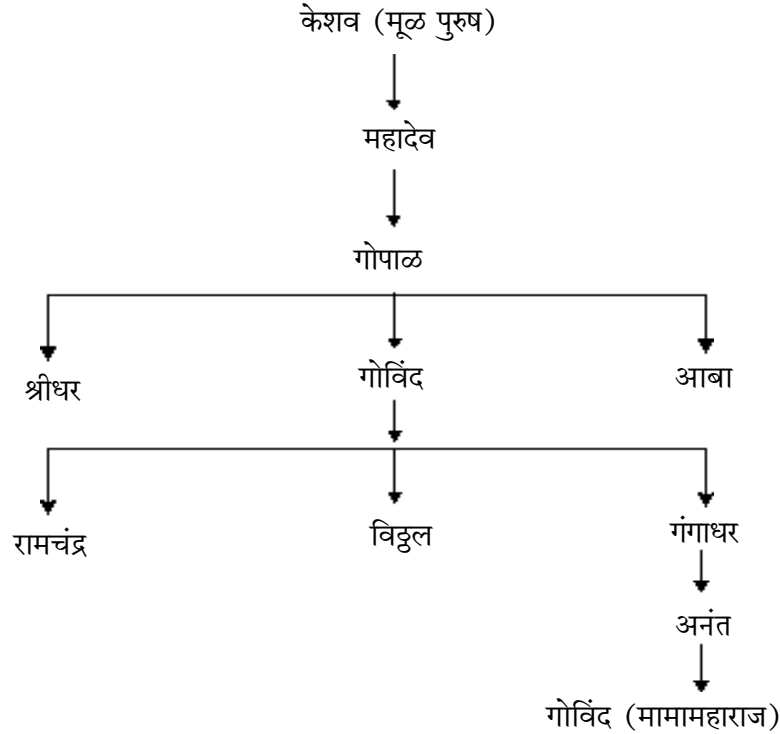 केशव (मूळ पुरुष)
महादेव
गोपाळ
श्रीधर गोविंद आबा
रामचंद्र विठ्ठल गंगाधर
अनंत
गोविंद (मामामहाराज)